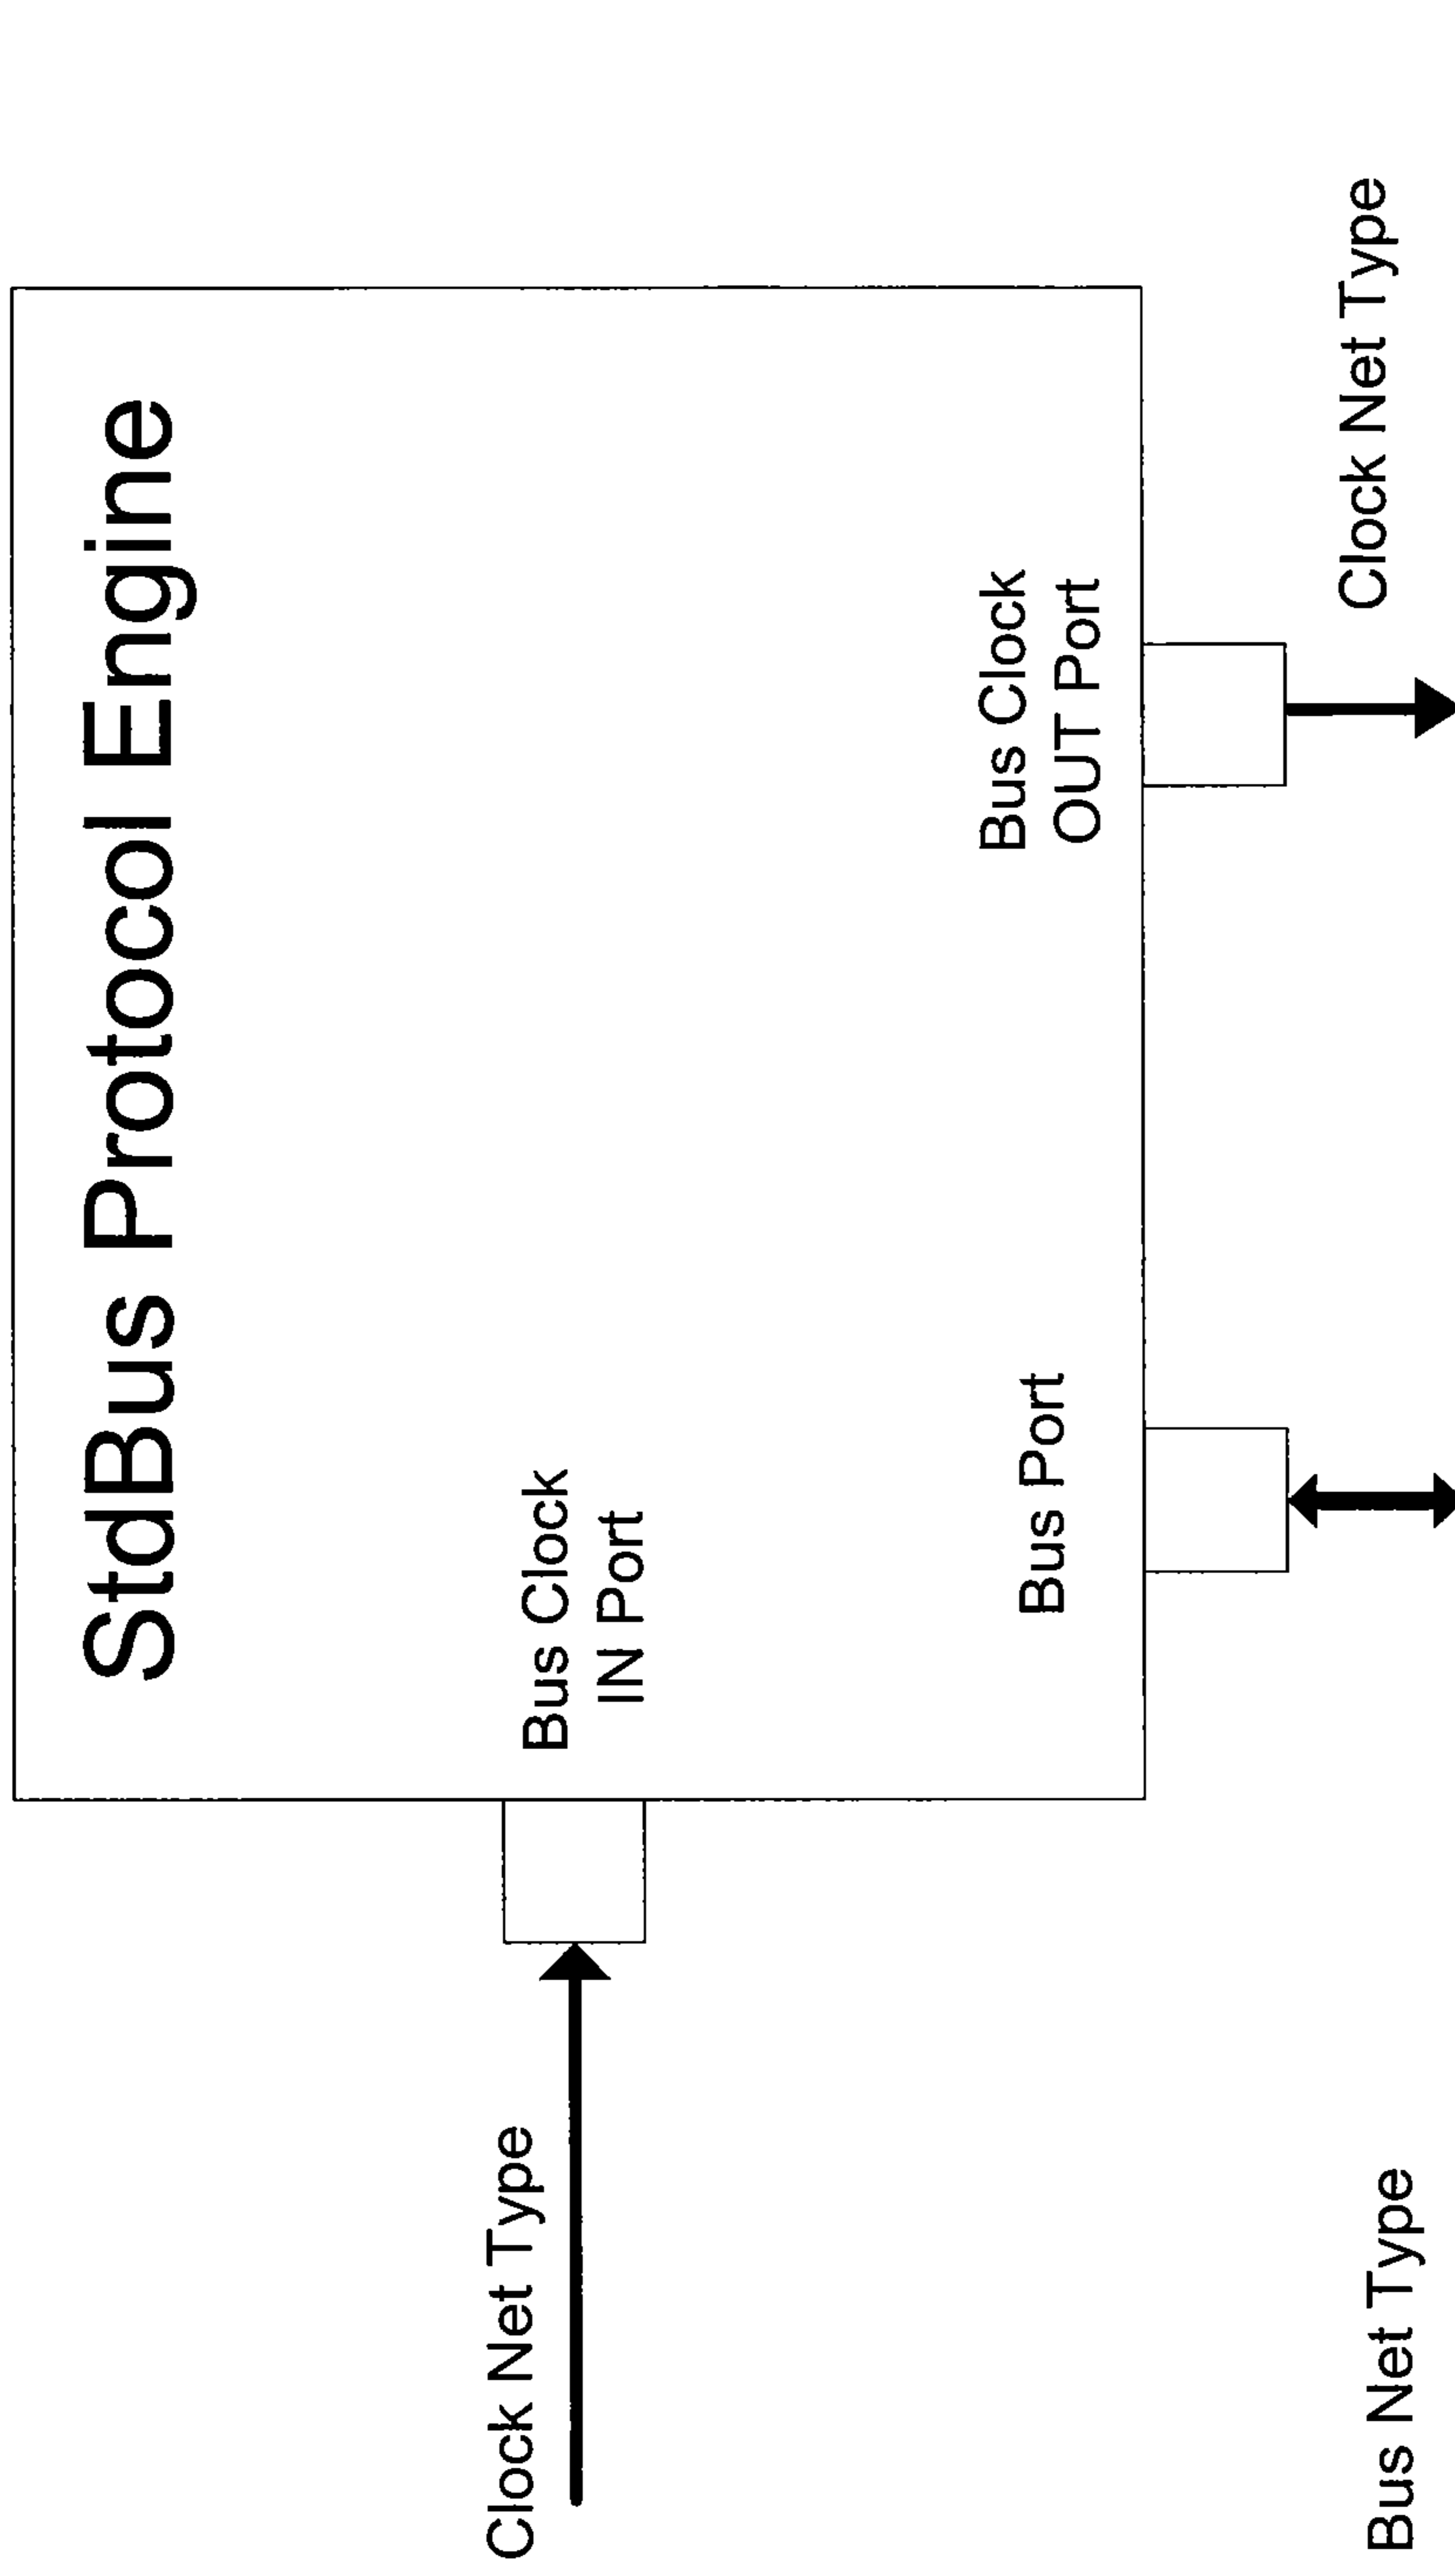 StdBus Protocol Engine
Clock Net Type
Bus Clock
IN Port
Bus Port
Bus Clock
OUT Port
Bus Net Type
Clock Net Type